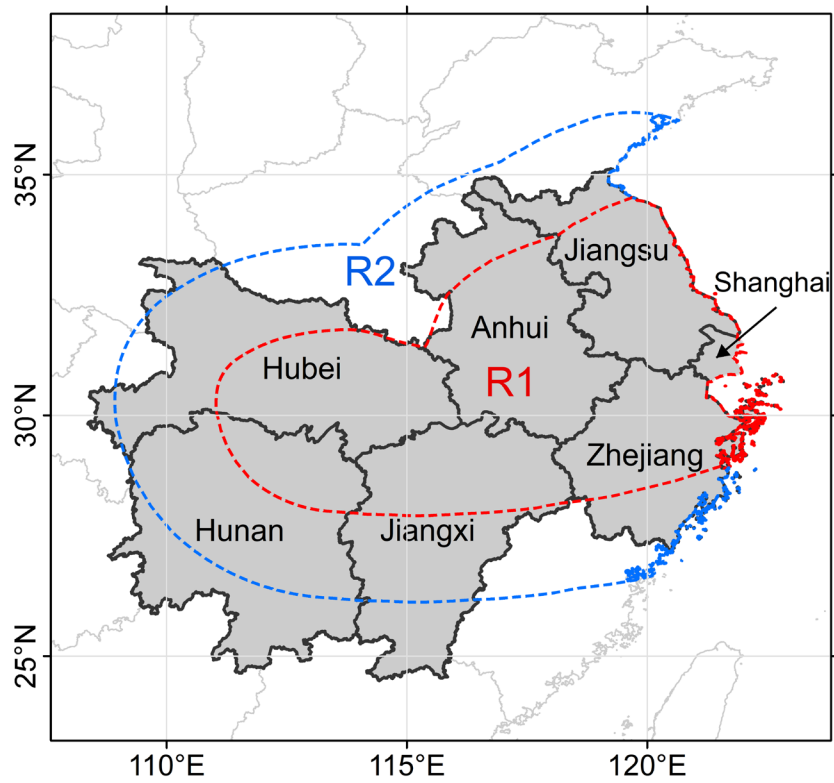 35°N
30°N
25°N
Jiangsu
R2
Shanghai
Anhui
Hubei
R1
Zhejiang
Hunan
Jiangxi
110°E
115°E
120°E